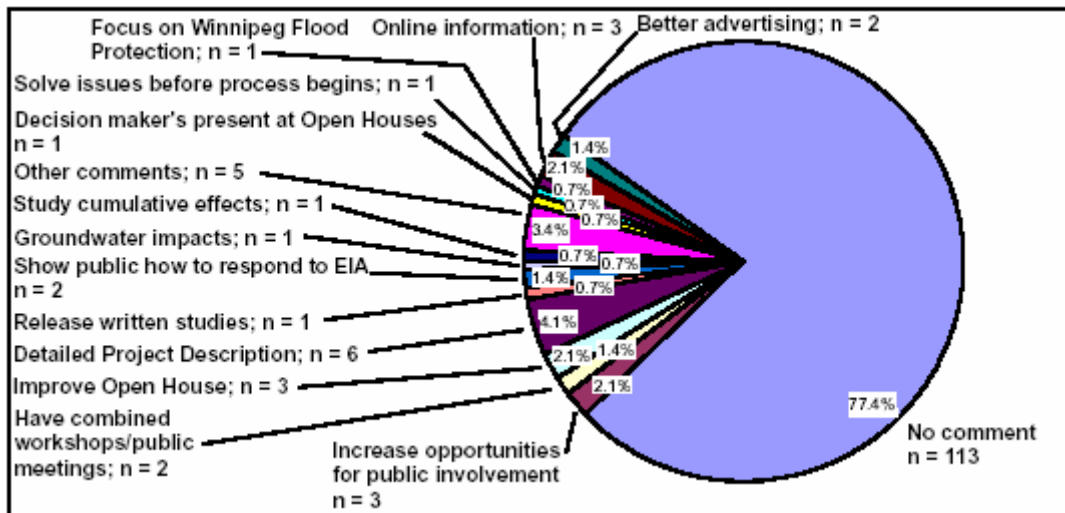 Focus on Winnipeg Flood
Protection; n = 1
Online information; n = 3
Better advertising; n = 2
Solve issues before process begins; n = 1
Decision maker's present at Open Houses
n = 1
Other comments; n = 5
Study cumulative effects; n = 1
Groundwater impacts; n = 1
Show public how to respond to EIA
n = 2
Release written studies; n = 1
Detailed Project Description; n = 6
Improve Open House; n = 3
Have combined
workshops/public
meetings; n = 2
Increase opportunities
for public involvement
n = 3
No comment
n = 113
1.4%
2.1%
0.7%
0.7%
0.7%
3.4%
0.7%
0.7%
1.4%
0.7%
4.1%
2.1%
1.4%
2.1%
77.4%